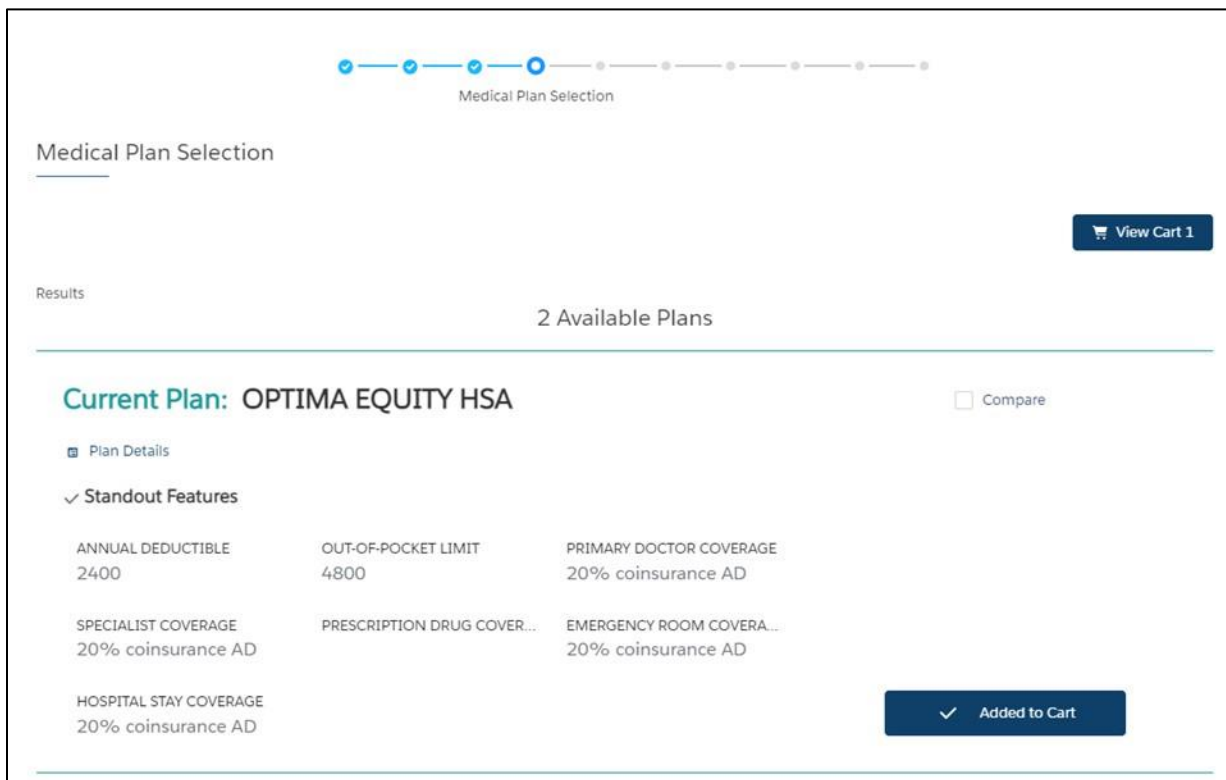 Medical Plan Selection
Medical Plan Selection
View Cart 1
Results
2 Available Plans
Current Plan: OPTIMA EQUITY HSA
Compare
Plan Details
Standout Features
ANNUAL DEDUCTIBLE OUT-OF-POCKET LIMIT PRIMARY DOCTOR COVERAGE
2400 4800 20% coinsurance AD
SPECIALIST COVERAGE PRESCRIPTION DRUG COVER... EMERGENCY ROOM COVERA...
20% coinsurance AD 20% coinsurance AD
HOSPITAL STAY COVERAGE
20% coinsurance AD
Added to Cart